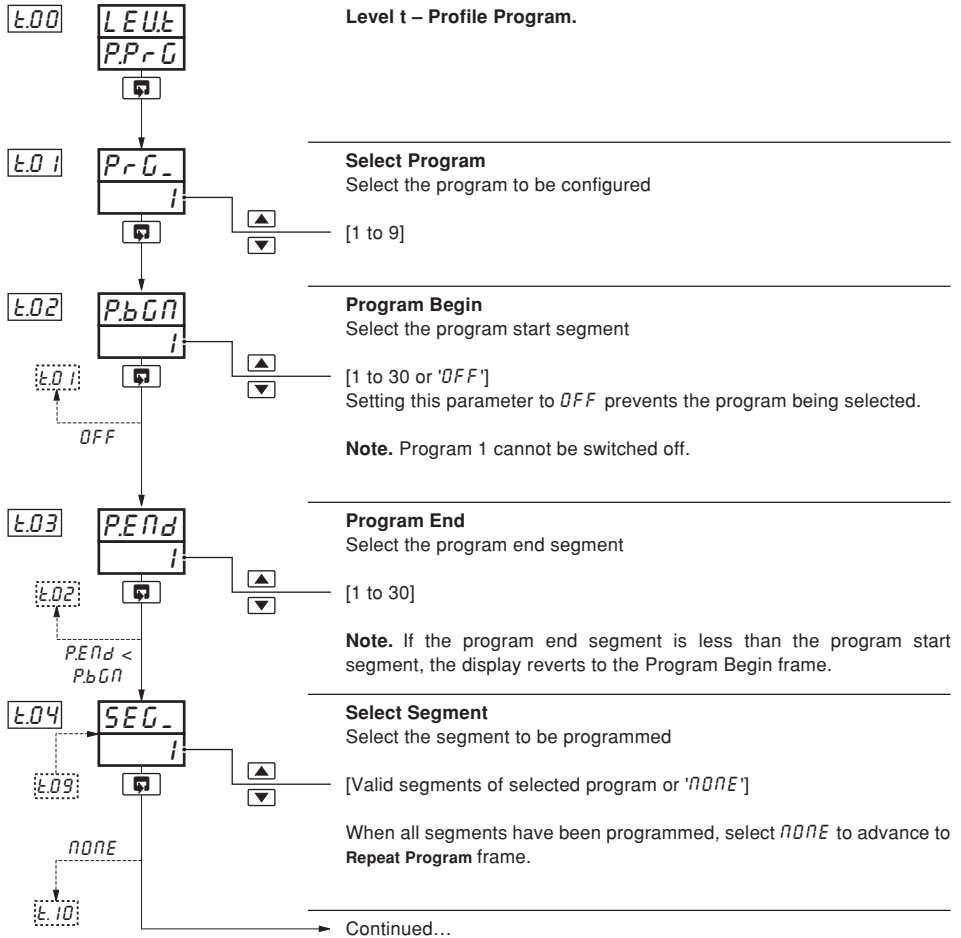 t.00
LEV.t
P.PrG
Level t – Profile Program.
t.01
PrG_
1
Select Program
Select the program to be configured
[1 to 9]
t.02
P.bGN
1
Program Begin
Select the program start segment
[1 to 30 or 'OFF']
Setting this parameter to OFF prevents the program being selected.
Note. Program 1 cannot be switched off.
t.01
OFF
t.03
P.ENd
1
Program End
Select the program end segment
[1 to 30]
Note. If the program end segment is less than the program start
segment, the display reverts to the Program Begin frame.
t.02
P.ENd <
P.bGN
t.04
SEG_
1
Select Segment
Select the segment to be programmed
[Valid segments of selected program or 'NONE']
When all segments have been programmed, select NONE to advance to
Repeat Program frame.
t.09
NONE
t.10
Continued…